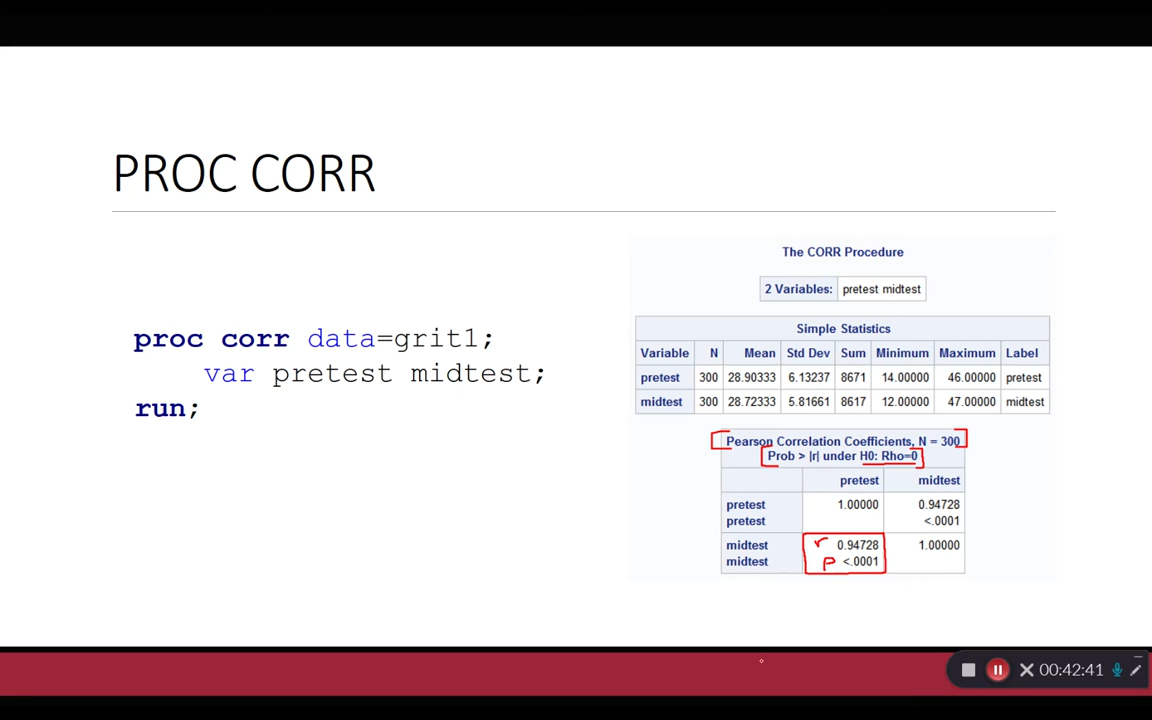 PROC CORR
proc corr data=grit1;
var pretest midtest;
run;
The CORR Procedure
2 Variables: pretest midtest
Simple Statistics
Variable N Mean Std Dev Sum Minimum Maximum Label
pretest 300 28.90333 6.13237 8671 14.00000 46.00000 pretest
midtest 300 28.72333 5.81661 8617 12.00000 47.00000 midtest
Pearson Correlation Coefficients, N = 300
Prob > |r| under H0: Rho=0
pretest midtest
pretest 1.00000 0.94728
pretest <.0001
midtest r 0.94728 1.00000
midtest P <.0001
00:42:41